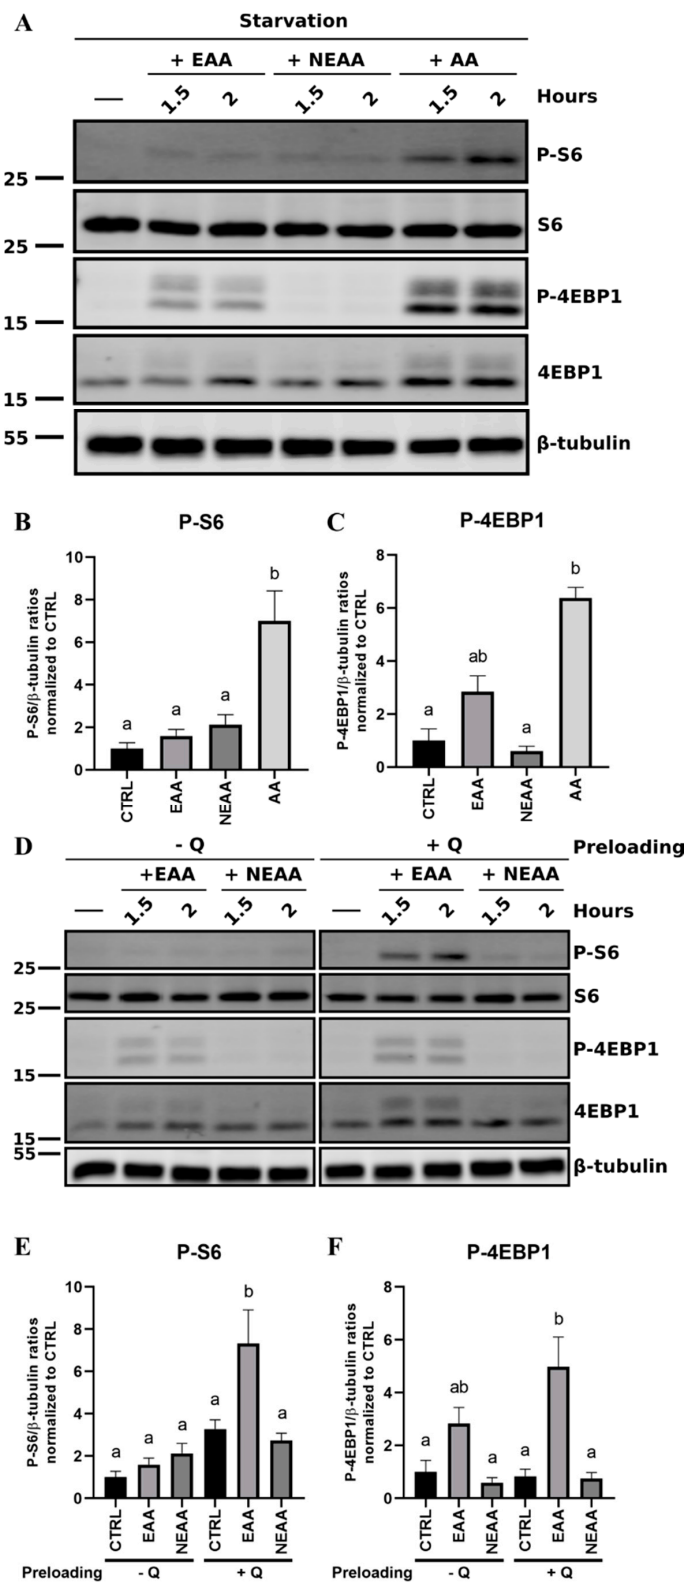 A
Starvation
+ EAA + NEAA + AA
— 1.5 2 1.5 2 1.5 2 Hours
P-S6
25
S6
25
P-4EBP1
15
4EBP1
15
55
β-tubulin
B P-S6
P-S6/β-tubulin ratios
normalized to CTRL
10
8
6
4
2
0
a a a b
CTRL EAA NEAA AA
C P-4EBP1
P-4EBP1/β-tubulin ratios
normalized to CTRL
8
6
4
2
0
a ab a b
CTRL EAA NEAA AA
D
- Q + Q Preloading
+EAA + NEAA + EAA + NEAA
— 1.5 2 1.5 2 — 1.5 2 1.5 2 Hours
P-S6
25
S6
25
P-4EBP1
15
4EBP1
15
55
β-tubulin
E P-S6
P-S6/β-tubulin ratios
normalized to CTRL
10
8
6
4
2
0
a a a a b a
CTRL EAA NEAA CTRL EAA NEAA
Preloading - Q + Q
F P-4EBP1
P-4EBP1/β-tubulin ratios
normalized to CTRL
8
6
4
2
0
a ab a a b a
CTRL EAA NEAA CTRL EAA NEAA
Preloading - Q + Q